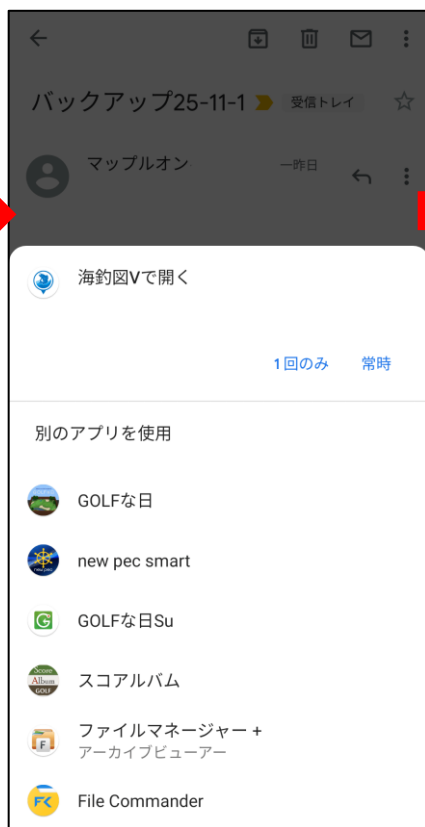 バックアップ25-11-1 受信トレイ
マップルオン 一昨日
海釣図Vで開く
1回のみ 常時
別のアプリを使用
GOLFな日
new pec smart
GOLFな日Su
Score
Album
GOLF
スコアルバム
ファイルマネージャー +
アーカイブビューアー
File Commander